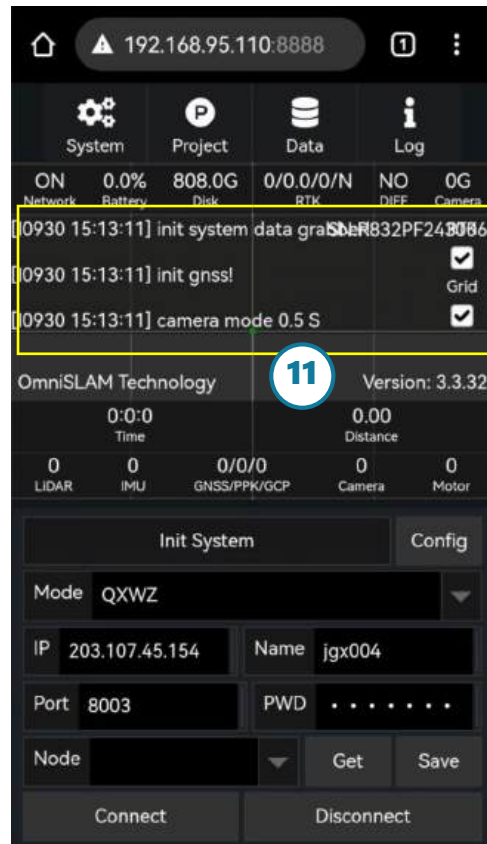 192.168.95.110:8888
1
P
System Project Data Log
ON 0.0% 808.0G 0/0.0/0/N NO 0G
Network Battery Disk RTK DIFF Camera
[0930 15:13:11] init system data
[0930 15:13:11] init gnss!
Grid
[0930 15:13:11] camera mode 0.5 S
11
OmniSLAM Technology Version: 3.3.32
0:0:0 0.00
Time Distance
0 0 0/0/0 0 0
LiDAR IMU GNSS/PPK/GCP Camera Motor
Init System Config
Mode QXWZ
IP 203.107.45.154 Name jgx004
Port 8003 PWD
Node Get Save
Connect Disconnect